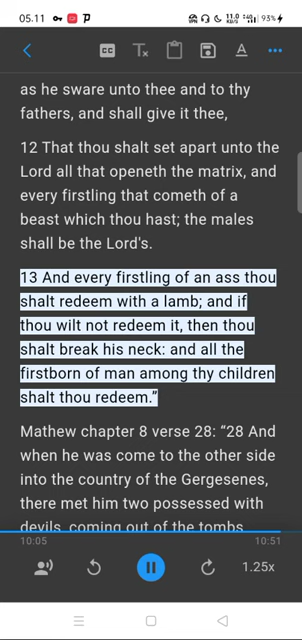 05.11
11.0
KB/S
93%
CC
as he sware unto thee and to thy
fathers, and shall give it thee,
12 That thou shalt set apart unto the
Lord all that openeth the matrix, and
every firstling that cometh of a
beast which thou hast; the males
shall be the Lord's.
13 And every firstling of an ass thou
shalt redeem with a lamb; and if
thou wilt not redeem it, then thou
shalt break his neck: and all the
firstborn of man among thy children
shalt thou redeem.”
Mathew chapter 8 verse 28: “28 And
when he was come to the other side
into the country of the Gergesenes,
there met him two possessed with
devils, coming out of the tombs
10:05
10:51
1.25x